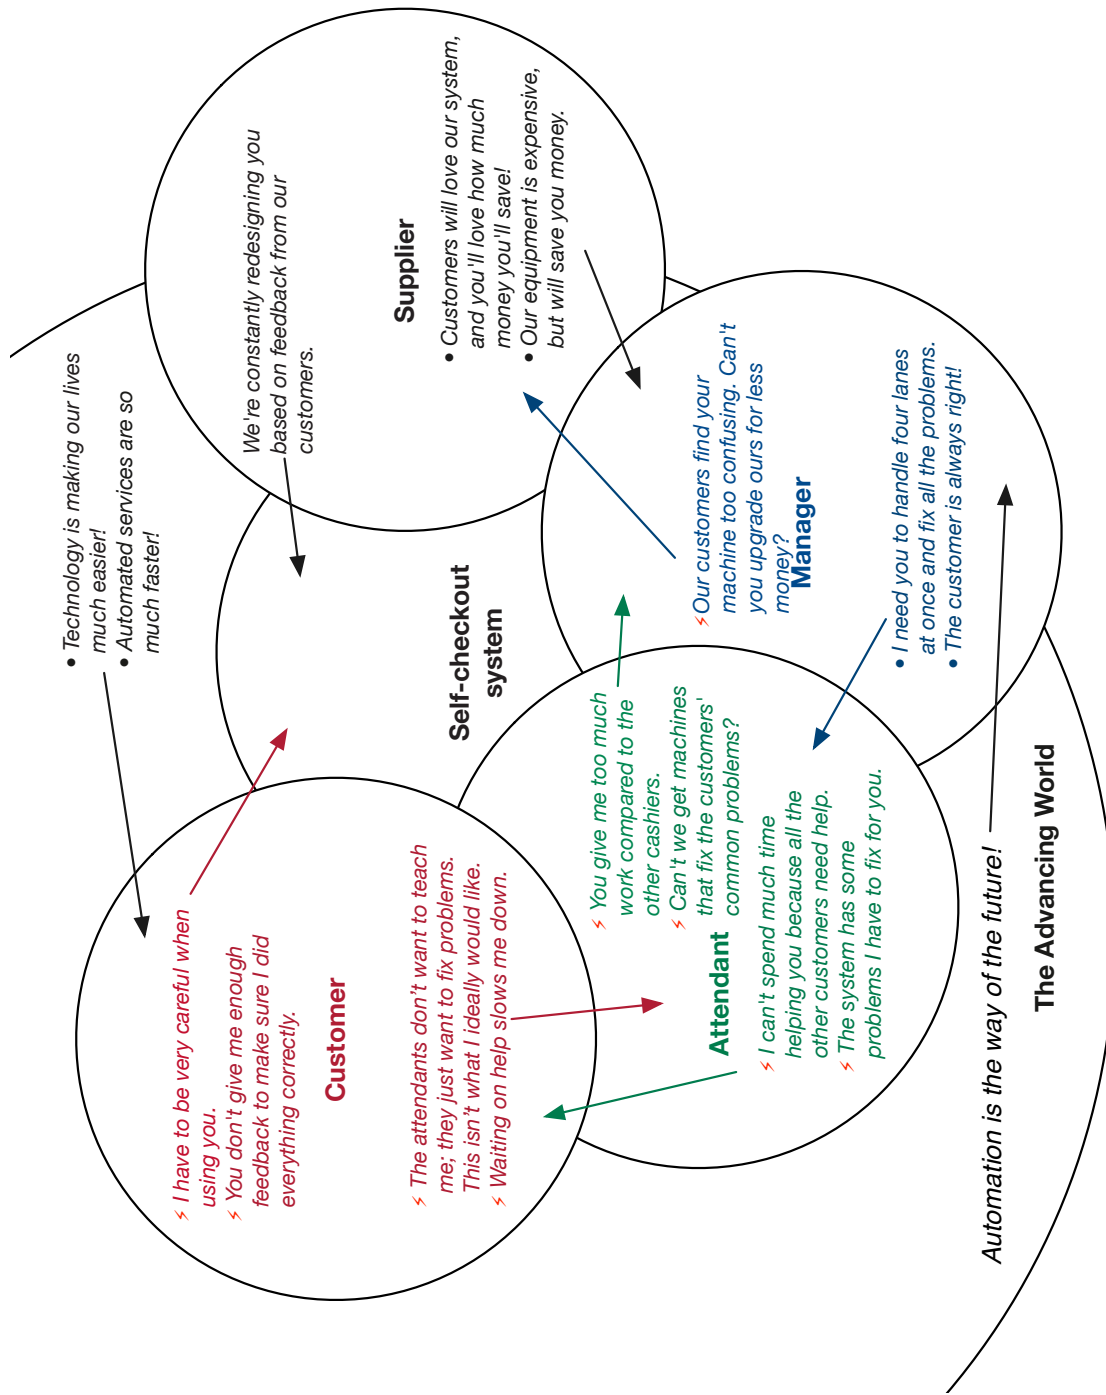 • Technology is making our lives
much easier!
• Automated services are so
much faster!
⚡ I have to be very careful when
using you.
⚡ You don't give me enough
feedback to make sure I did
everything correctly.
Customer
⚡ The attendants don't want to teach
me; they just want to fix problems.
This isn't what I ideally would like.
⚡ Waiting on help slows me down.
We're constantly redesigning you
based on feedback from our
customers.
Supplier
• Customers will love our system,
and you'll love how much
money you'll save!
• Our equipment is expensive,
but will save you money.
Self-checkout
system
⚡ You give me too much
work compared to the
other cashiers.
⚡ Can't we get machines
that fix the customers'
common problems?
Attendant
⚡ I can't spend much time
helping you because all the
other customers need help.
⚡ The system has some
problems I have to fix for you.
⚡Our customers find your
machine too confusing. Can't
you upgrade ours for less
money?
Manager
• I need you to handle four lanes
at once and fix all the problems.
• The customer is always right!
Automation is the way of the future!
The Advancing World